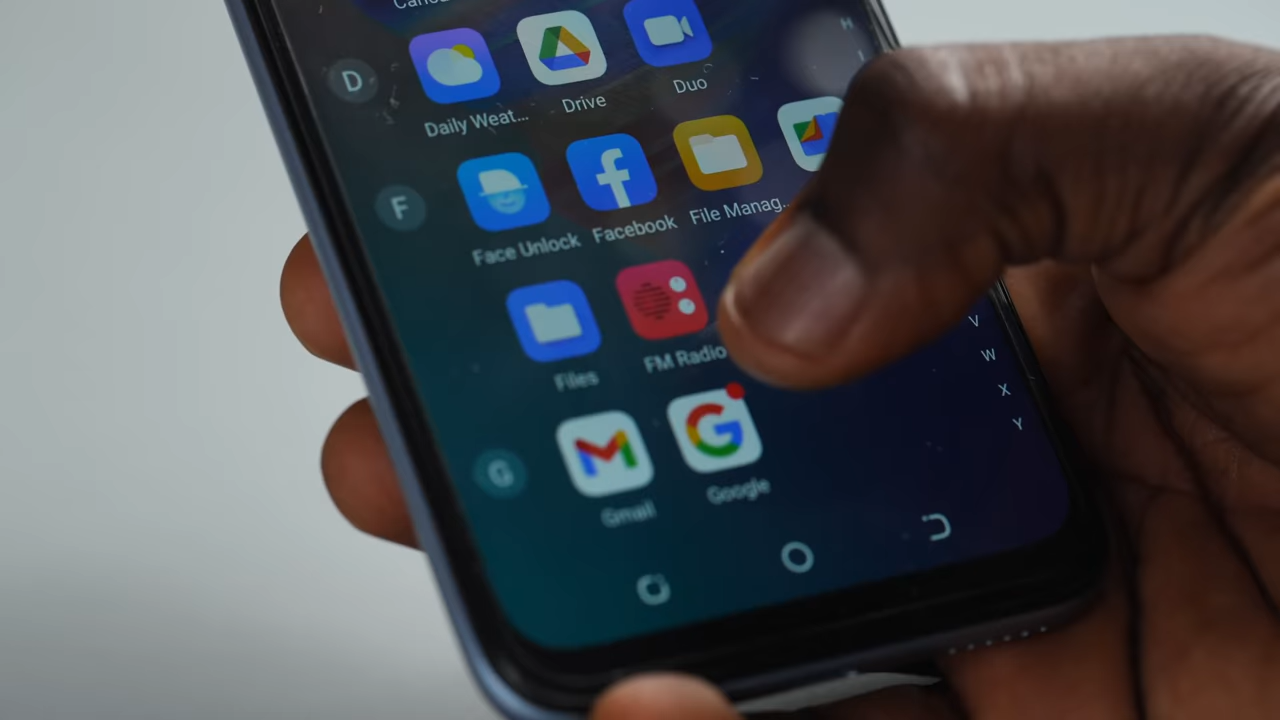 D
Daily Weat...
Drive
Duo
H
I
F
Face Unlock
Facebook
File Manag..
Files
FM Radio
V
W
X
Y
G
Gmail
Google